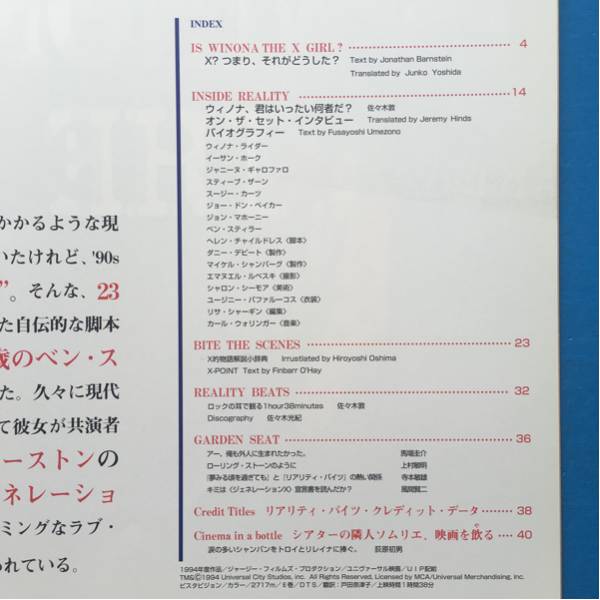 INDEX
IS WINONA THE X GIRL? 4
X? つまり、それがどうした? Text by Jonathan Barnstein
Translated by Junko Yoshida
INSIDE REALITY 14
ウィノナ、君はいったい何者だ? 佐々木敦
オン・ザ・セット・インタビュー Translated by Jeremy Hinds
バイオグラフィー Text by Fusayoshi Umezono
ウィノナ・ライダー
イーサン・ホーク
ジャニーヌ・ギャロファロ
スティーブ・ザーン
スージー・カーツ
ジョー・ドン・ベイカー
ジョン・マホーニー
ベン・スティラー
ヘレン・チャイルドレス〈脚本〉
ダニー・デビート〈製作〉
マイケル・シャンバーグ〈製作〉
エマヌエル・ルベスキ〈撮影〉
シャロン・シーモア〈美術〉
ユージニー・バファルーコス〈衣装〉
リサ・シャーギン〈編集〉
カール・ウォリンガー〈音楽〉
BITE THE SCENES 23
X的物語解説小辞典 Irrustiated by Hiroyoshi Oshima
X-POINT Text by Finbarr O'Hay
REALITY BEATS 32
ロックの耳で観る1hour38minutes 佐々木敦
Discography 佐々木光紀
GARDEN SEAT 36
アー、俺も外人に生まれたかった。 馬場圭介
ローリング・ストーンのように 上村敏明
『夢みる頃を過ぎても』と『リアリティ・バイツ』の熱い関係 寺本敏雄
キミは〈ジェネレーションX〉宣言書を読んだか? 風間賢二
Credit Titles リアリティ・バイツ・クレディット・データ 38
Cinema in a bottle シアターの隣人ソムリエ、映画を飲る 40
涙の多いシャンパンをトロイとリレイナに捧ぐ。 荻原初男
1994年度作品/ジャージー・フィルムズ・プロダクション/ユニヴァーサル映画/UIP配給
TM&©1994 Universal City Studios, inc. All Rights Reserved. Licensed by MCA/Universal Merchandising, Inc.
ビスタビジョン/カラー/2717m/6巻/DTS/翻訳:戸田奈津子/上映時間1時間38分
かかるような現
いたけれど、'90s
”。そんな、23
た自伝的な脚本
歳のベン・ス
た。久々に現代
て彼女が共演者
ーストンの
ネレーショ
ミングなラブ・
われている。